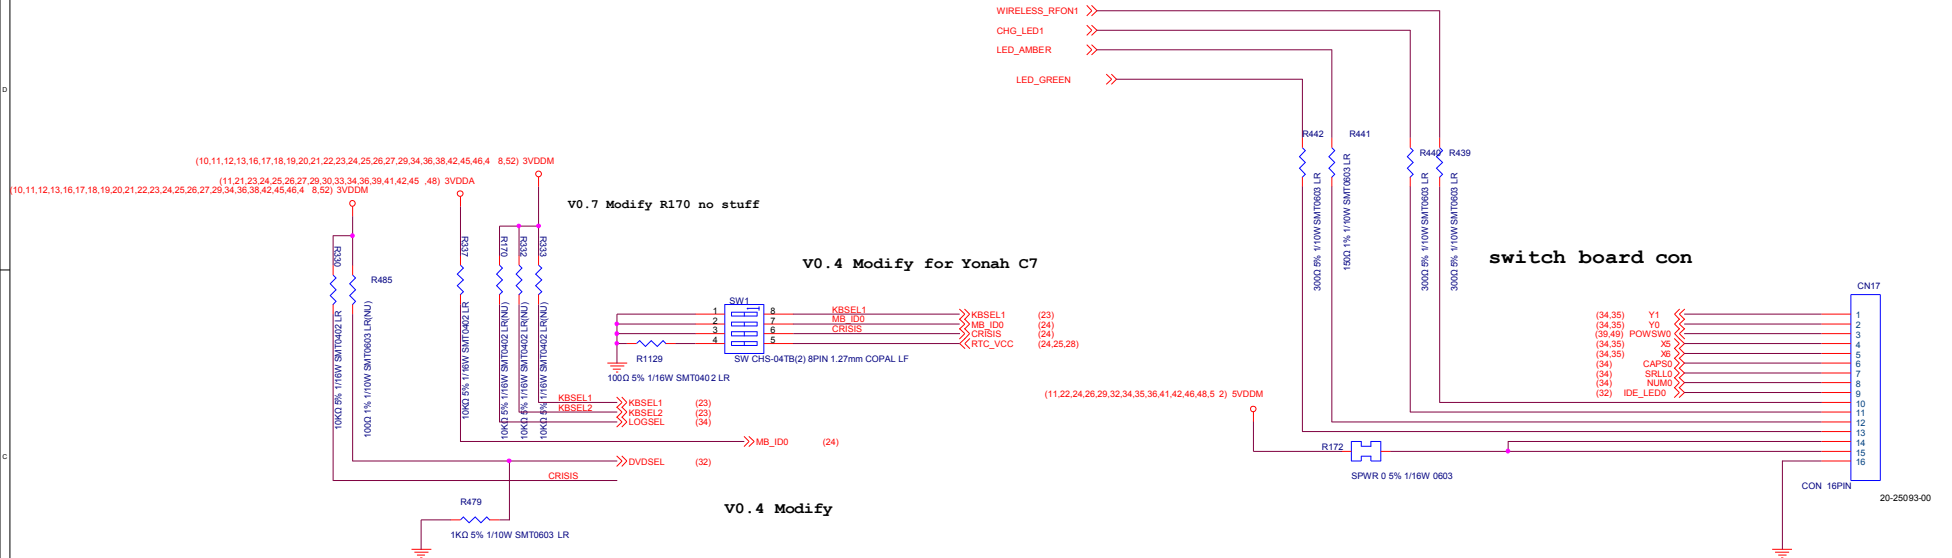 WIRELESS_RFON1
CHG_LED1
LED_AMBER
LED_GREEN
D
R442
R441
R440
R439
300Ω 5% 1/10W SMT0603 LR
150Ω 1% 1/10W SMT0603 LR
300Ω 5% 1/10W SMT0603 LR
300Ω 5% 1/10W SMT0603 LR
(10,11,12,13,16,17,18,19,20,21,22,23,24,25,26,27,29,34,36,38,42,45,46,4 8,52) 3VDDM
(11,21,23,24,25,26,27,29,30,33,34,36,39,41,42,45 ,48) 3VDDA
(10,11,12,13,16,17,18,19,20,21,22,23,24,25,26,27,29,34,36,38,42,45,46,4 8,52) 3VDDM
V0.7 Modify R170 no stuff
R330
R485
R337
R170
R332
R333
10KΩ 5% 1/16W SMT0402 LR
100Ω 1% 1/10W SMT0603 LR(NU)
10KΩ 5% 1/16W SMT0402 LR
10KΩ 5% 1/16W SMT0402 LR(NU)
10KΩ 5% 1/16W SMT0402 LR(NU)
10KΩ 5% 1/16W SMT0402 LR(NU)
V0.4 Modify for Yonah C7
switch board con
SW1
1 8 KBSEL1 KBSEL1 (23)
2 7 MB_ID0 MB_ID0 (24)
3 6 CRISIS CRISIS (24)
4 5 RTC_VCC (24,25,28)
R1129
SW CHS-04TB(2) 8PIN 1.27mm COPAL LF
100Ω 5% 1/16W SMT0402 LR
KBSEL1 KBSEL1 (23)
KBSEL2 KBSEL2 (23)
LOGSEL (34)
MB_ID0 (24)
DVDSEL (32)
CRISIS
C
R479
1KΩ 5% 1/10W SMT0603 LR
V0.4 Modify
CN17
(34,35) Y1 1
(34,35) Y0 2
(39,49) POWSW0 3
(34,35) X5 4
(34,35) X6 5
(34) CAPS0 6
(34) SRLL0 7
(34) NUM0 8
(32) IDE_LED0 9
10
11
12
13
14
15
16
(11,22,24,26,29,32,34,35,36,41,42,46,48,5 2) 5VDDM
R172
SPWR 0 5% 1/16W 0603
CON 16PIN
20-25093-00